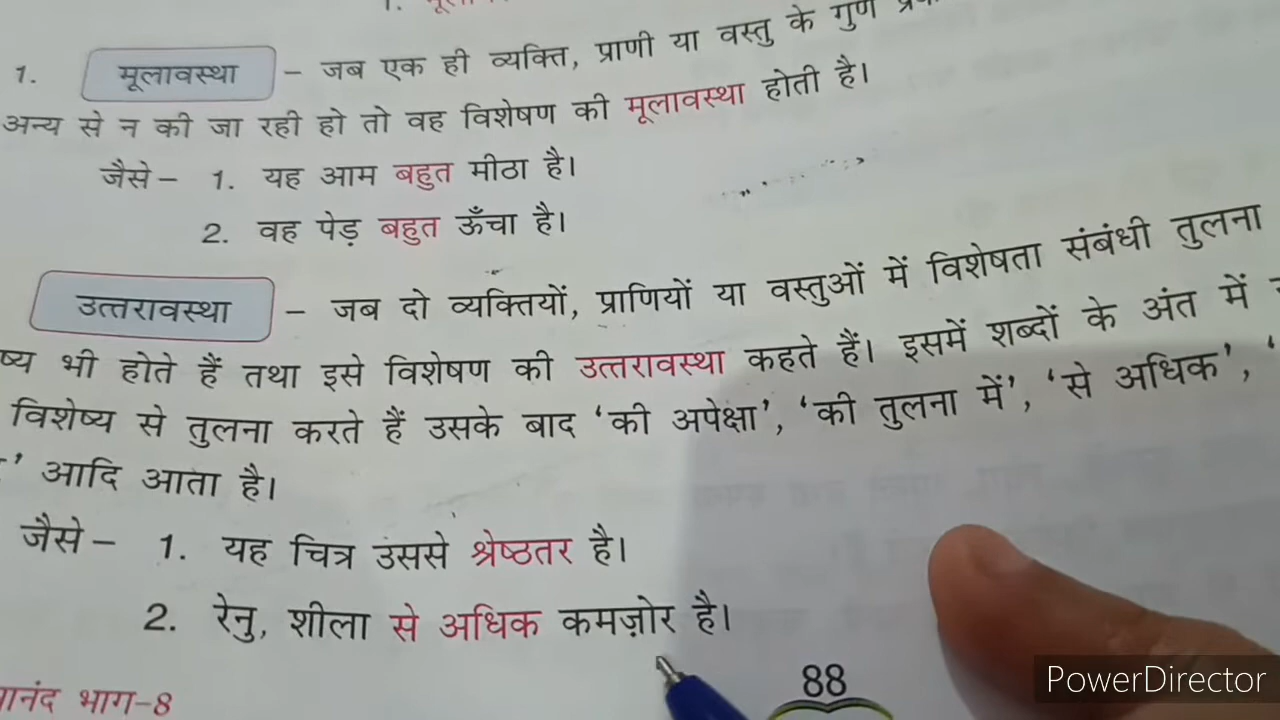 1. मूलावस्था – जब एक ही व्यक्ति, प्राणी या वस्तु के गुण
अन्य से न की जा रही हो तो वह विशेषण की मूलावस्था होती है।
जैसे – 1. यह आम बहुत मीठा है।
2. वह पेड़ बहुत ऊँचा है।
उत्तरावस्था – जब दो व्यक्तियों, प्राणियों या वस्तुओं में विशेषता संबंधी तुलना
ष्य भी होते हैं तथा इसे विशेषण की उत्तरावस्था कहते हैं। इसमें शब्दों के अंत में
विशेष्य से तुलना करते हैं उसके बाद ‘की अपेक्षा’, ‘की तुलना में’, ‘से अधिक’, ‘
’ आदि आता है।
जैसे – 1. यह चित्र उससे श्रेष्ठतर है।
2. रेनु, शीला से अधिक कमज़ोर है।
ानंद भाग-8
88
PowerDirector